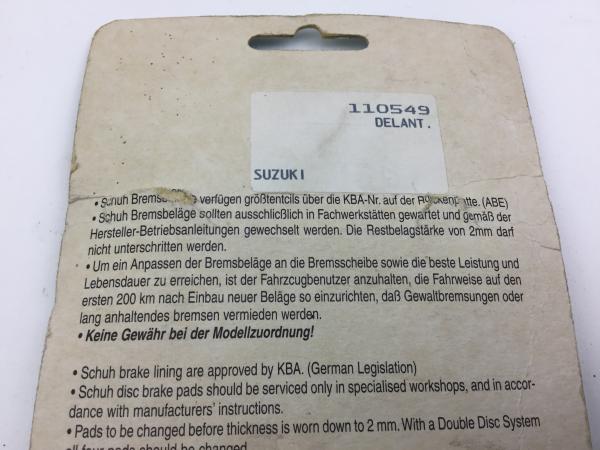 110549
DELANT.
SUZUKI
• Schuh verfügen größtenteils über die KBA-Nr. auf der (ABE)
• Schuh Bremsbeläge sollten ausschließlich in Fachwerkstätten gewartet und gemäß der
Hersteller-Betriebsanleitungen gewechselt werden. Die Restbelagstärke von 2mm darf
nicht unterschritten werden.
• Um ein Anpassen der Bremsbeläge an die Bremsscheibe sowie die beste Leistung und
Lebensdauer zu erreichen, ist der Fahrzeugbenutzer anzuhalten, die Fahrweise auf den
ersten 200 km nach Einbau neuer Beläge so einzurichten, daß Gewaltbremsungen oder
lang anhaltendes bremsen vermieden werden.
• Keine Gewähr bei der Modellzuordnung!
• Schuh brake lining are approved by KBA. (German Legislation)
• Schuh disc brake pads should be serviced only in specialised workshops, and in accor-
dance with manufacturers' instructions.
• Pads to be changed before thickness is worn down to 2 mm. With a Double Disc System
all four pads should be changed.